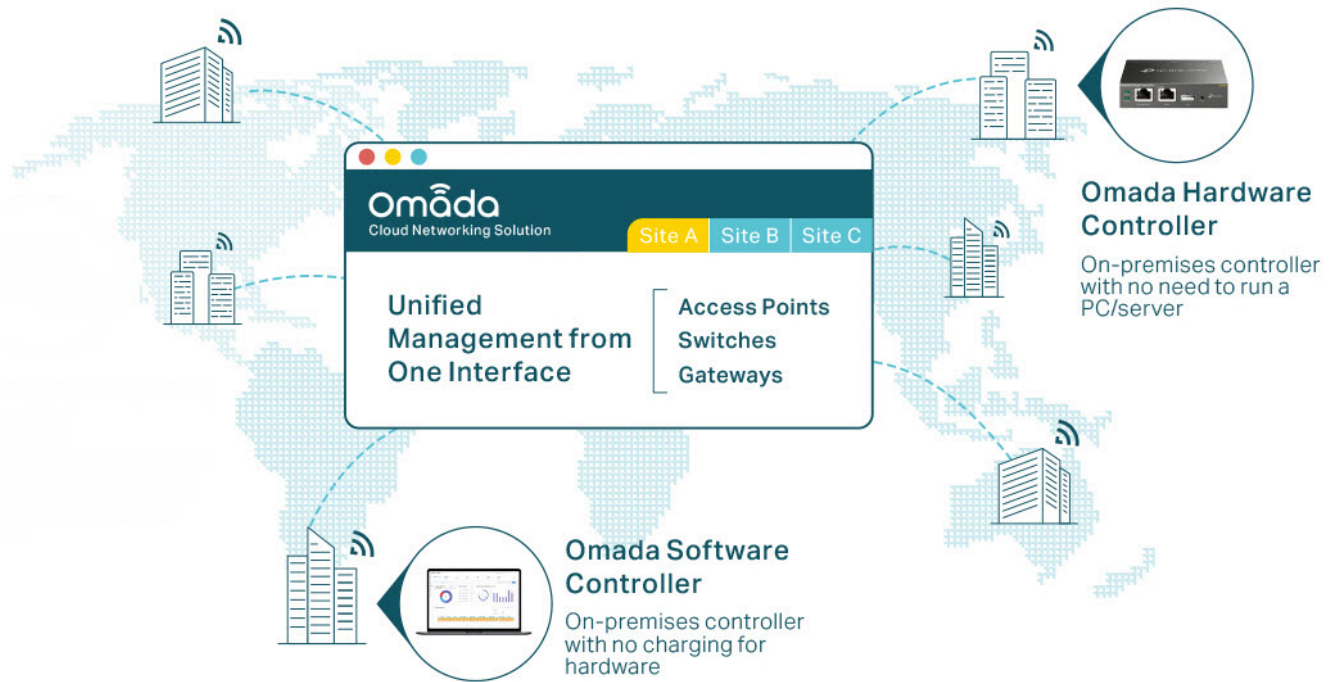 Omada
Cloud Networking Solution
Site A
Site B
Site C
Unified
Management from
One Interface
Access Points
Switches
Gateways
Omada Hardware
Controller
On-premises controller
with no need to run a
PC/server
Omada Software
Controller
On-premises controller
with no charging for
hardware